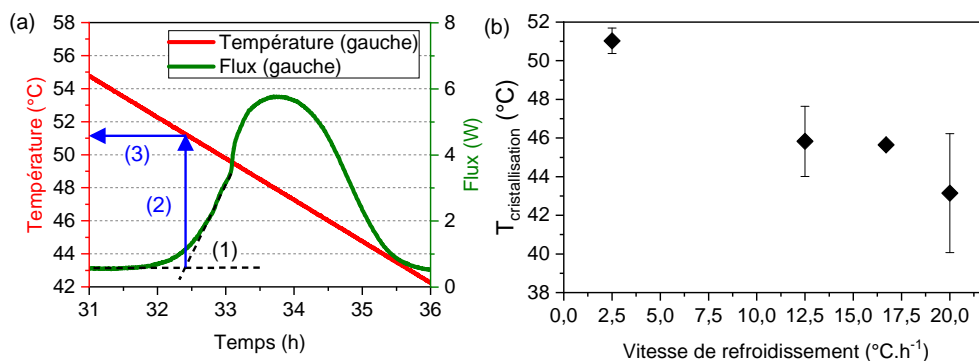 (a)
Température (gauche)
Flux (gauche)
58
56
54
52
50
48
46
44
42
Température (°C)
8
6
4
2
0
Flux (W)
(1)
(2)
(3)
31 32 33 34 35 36
Temps (h)
(b)
52
50
48
46
44
42
40
38
T cristallisation (°C)
0,0 2,5 5,0 7,5 10,0 12,5 15,0 17,5 20,0
Vitesse de refroidissement (°C.h⁻¹)